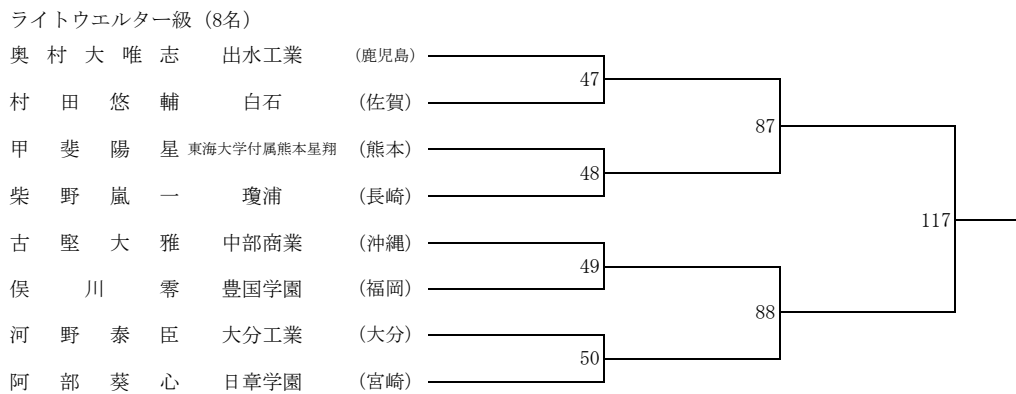 ライトウエルター級（8名）
奥村大唯志 出水工業 （鹿児島）
47
村田悠輔 白石 （佐賀）
87
甲斐陽星 東海大学付属熊本星翔 （熊本）
48
柴野嵐一 瓊浦 （長崎）
117
古堅大雅 中部商業 （沖縄）
49
俣川零 豊国学園 （福岡）
88
河野泰臣 大分工業 （大分）
50
阿部葵心 日章学園 （宮崎）